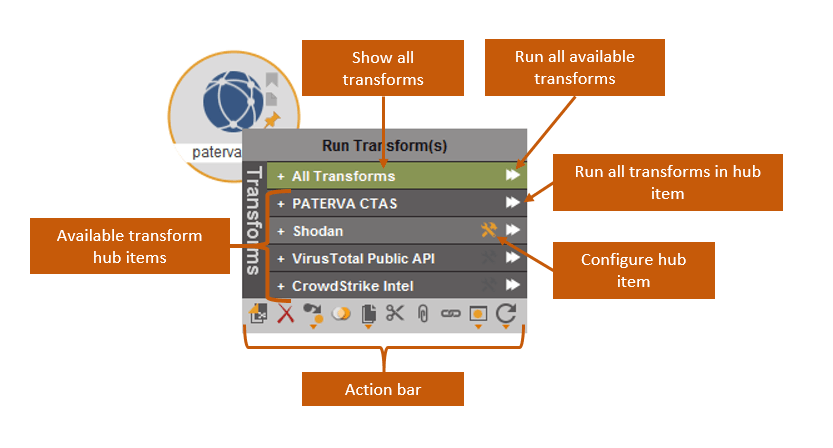 Show all
transforms
Run all available
transforms
paterva
Run Transform(s)
Transforms
+ All Transforms
+ PATERVA CTAS
+ Shodan
+ VirusTotal Public API
+ CrowdStrike Intel
Run all transforms in hub
item
Available transform
hub items
Configure hub
item
Action bar